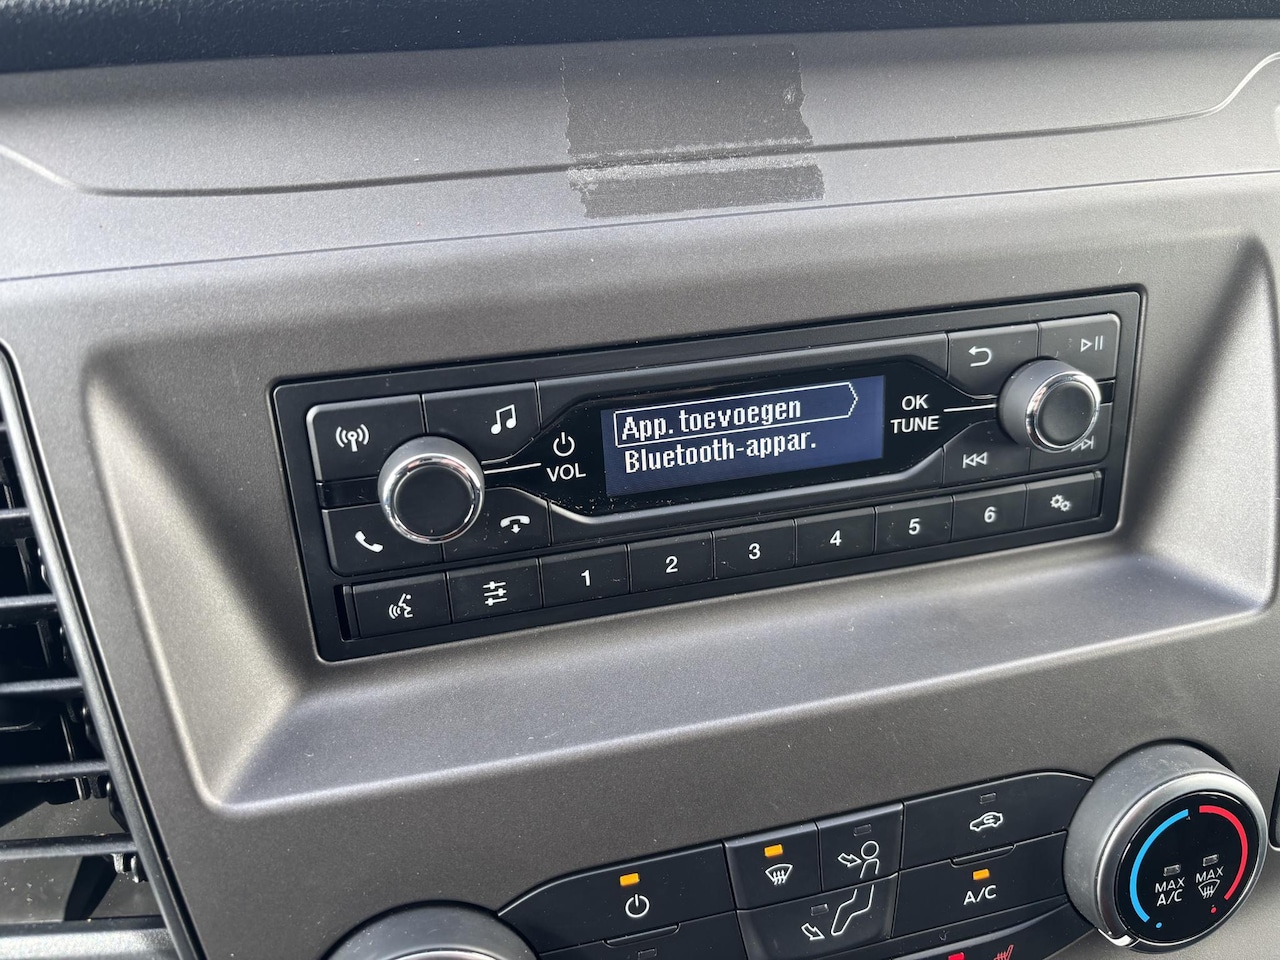 App. toevoegen
Bluetooth-appar.
VOL
OK
TUNE
1 2 3 4 5 6
A/C
MAX
A/C
MAX